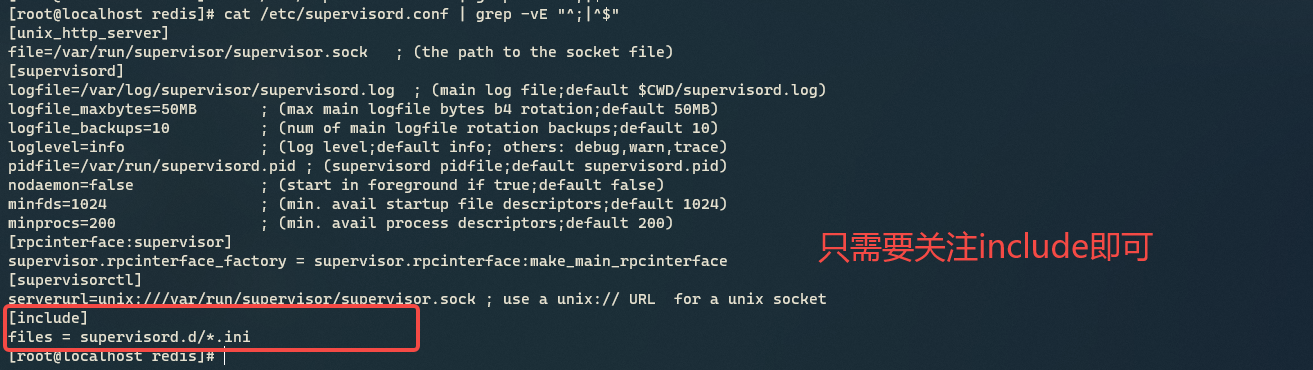 [root@localhost redis]# cat /etc/supervisord.conf | grep -vE "^;|^$"
[unix_http_server]
file=/var/run/supervisor/supervisor.sock   ; (the path to the socket file)
[supervisord]
logfile=/var/log/supervisor/supervisord.log  ; (main log file;default $CWD/supervisord.log)
logfile_maxbytes=50MB       ; (max main logfile bytes b4 rotation;default 50MB)
logfile_backups=10          ; (num of main logfile rotation backups;default 10)
loglevel=info               ; (log level;default info; others: debug,warn,trace)
pidfile=/var/run/supervisord.pid ; (supervisord pidfile;default supervisord.pid)
nodaemon=false              ; (start in foreground if true;default false)
minfds=1024                 ; (min. avail startup file descriptors;default 1024)
minprocs=200                ; (min. avail process descriptors;default 200)
[rpcinterface:supervisor]
只需要关注include即可
supervisor.rpcinterface_factory = supervisor.rpcinterface:make_main_rpcinterface
[supervisorctl]
serverurl=unix:///var/run/supervisor/supervisor.sock ; use a unix:// URL  for a unix socket
[include]
files = supervisord.d/*.ini
[root@localhost redis]#